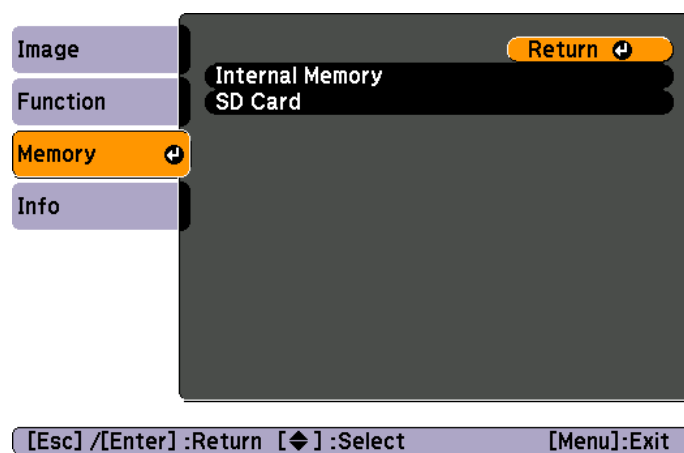 Image
Function
Memory
Info
Return
Internal Memory
SD Card
[Esc] /[Enter] :Return [◆] :Select [Menu]:Exit